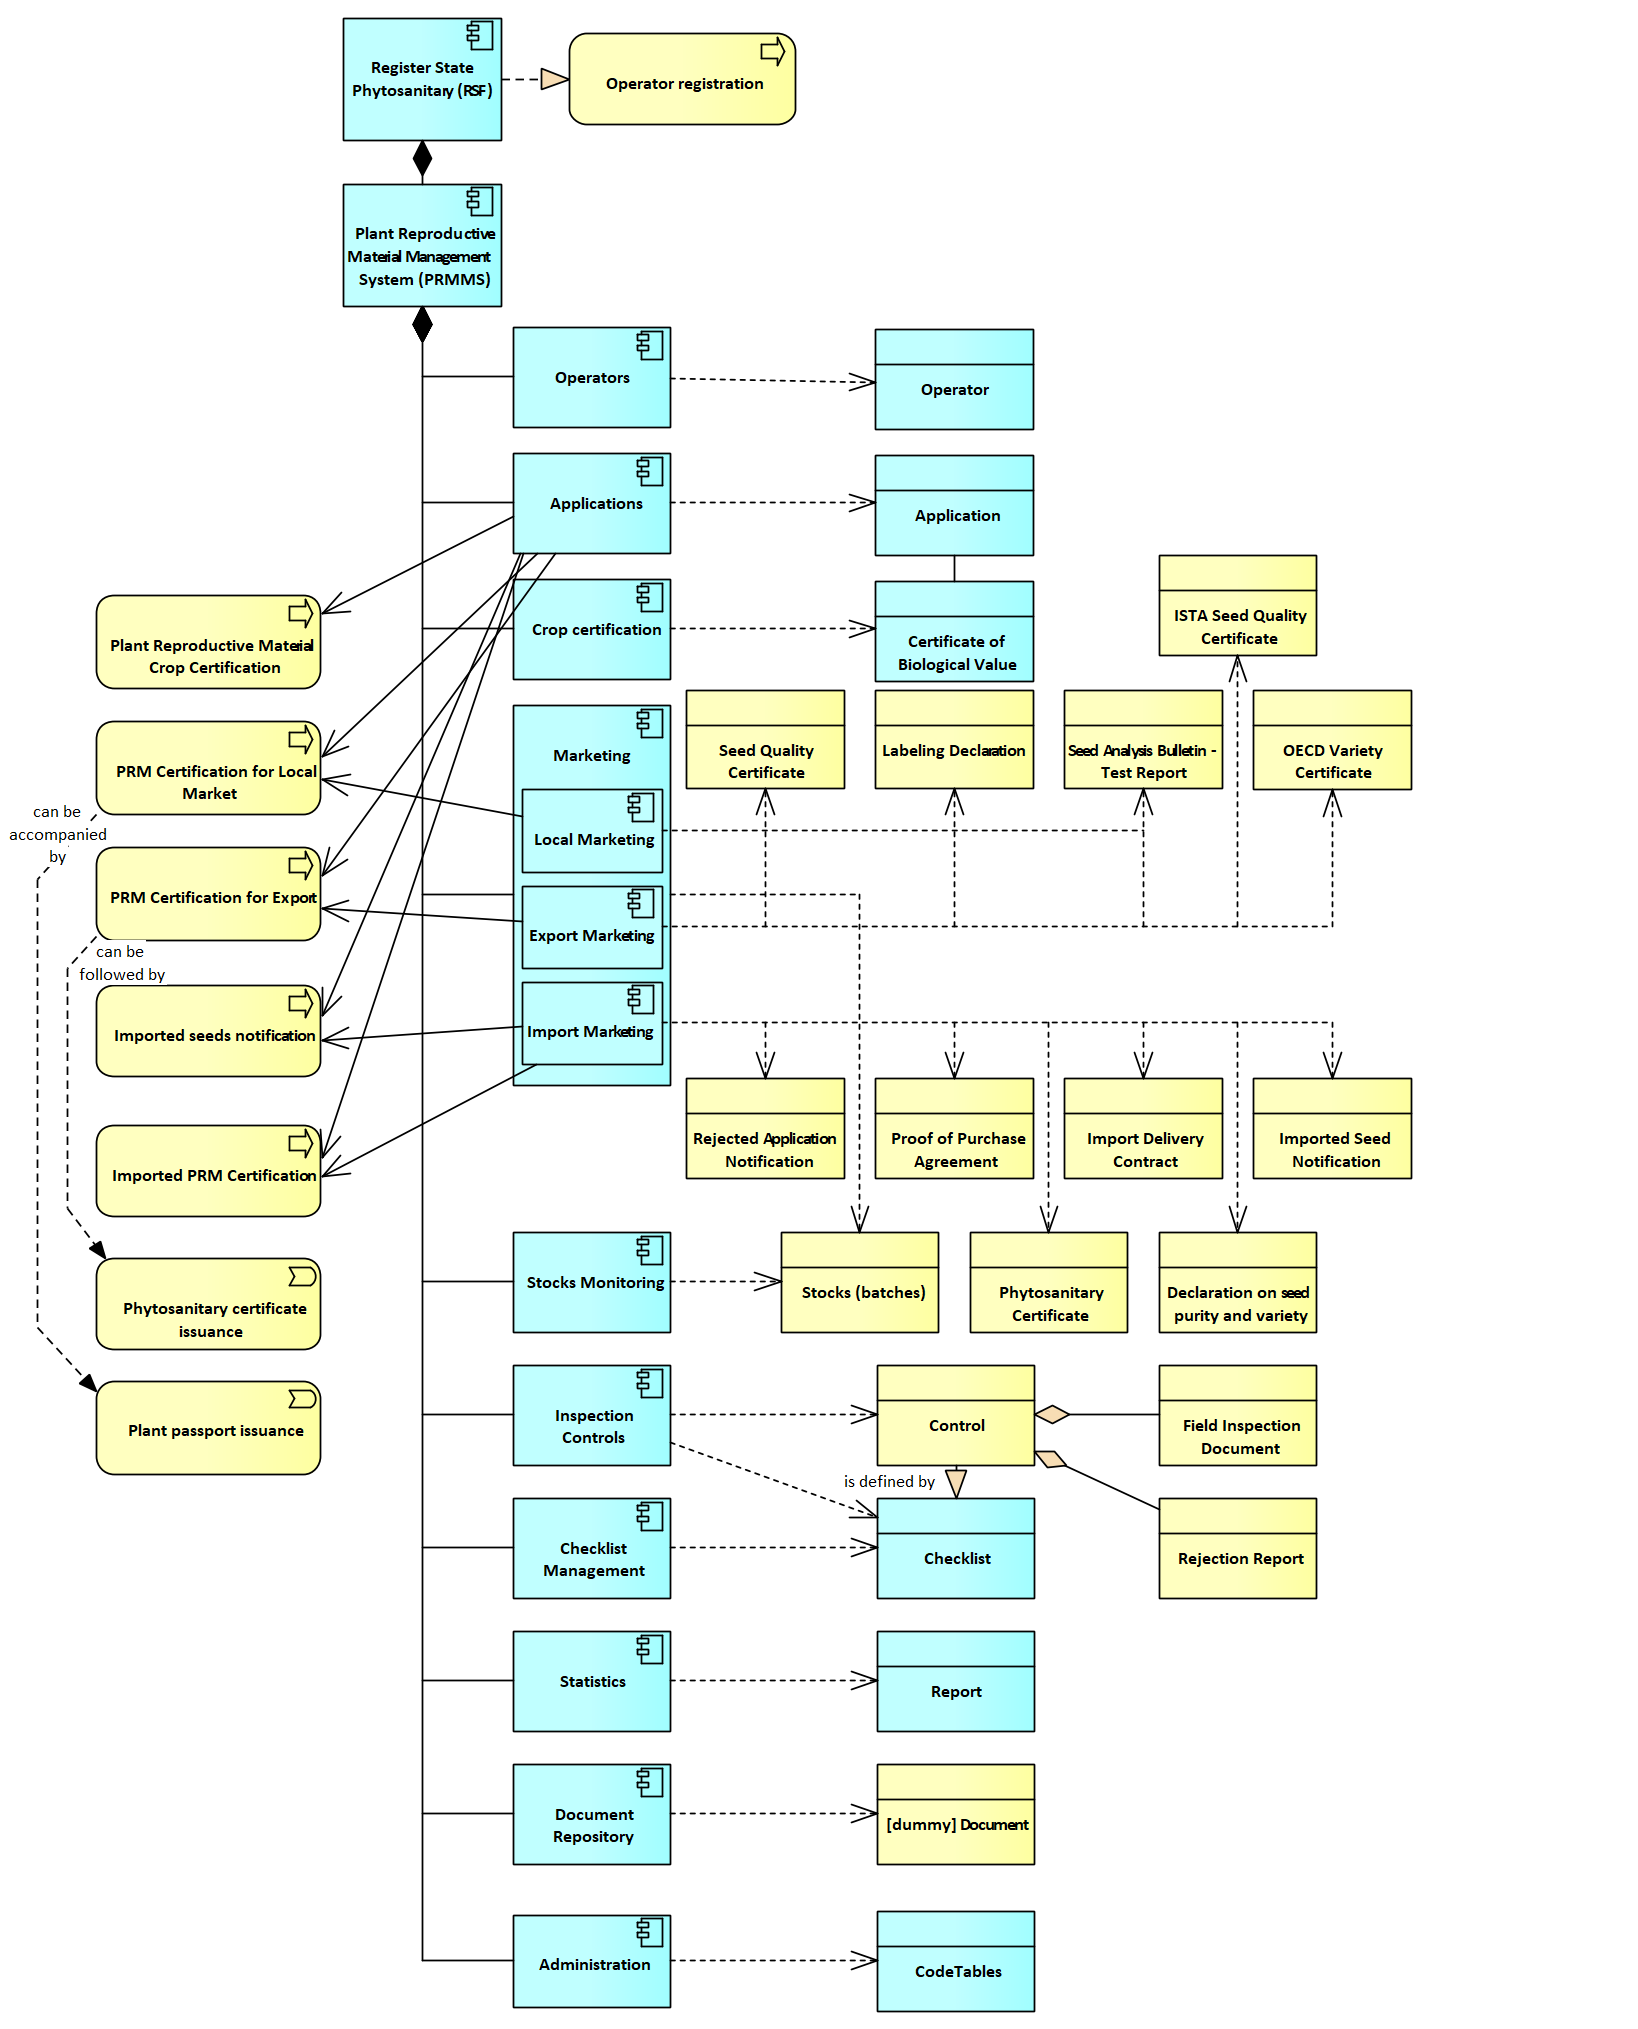 Register State
Phytosanitary (RSF)
Operator registration
Plant Reproductive
Material Management
System (PRMMS)
Operators
Operator
Applications
Application
Plant Reproductive Material
Crop Certification
Crop certification
Certificate of
Biological Value
ISTA Seed Quality
Certificate
PRM Certification for Local
Market
Marketing
Seed Quality
Certificate
Labeling Declaration
Seed Analysis Bulletin -
Test Report
OECD Variety
Certificate
can be
accompanied
by
Local Marketing
PRM Certification for Export
Export Marketing
can be
followed by
Imported seeds notification
Import Marketing
Imported PRM Certification
Rejected Application
Notification
Proof of Purchase
Agreement
Import Delivery
Contract
Imported Seed
Notification
Phytosanitary certificate
issuance
Stocks Monitoring
Stocks (batches)
Phytosanitary
Certificate
Declaration on seed
purity and variety
Plant passport issuance
Inspection
Controls
Control
Field Inspection
Document
is defined by
Checklist
Management
Checklist
Rejection Report
Statistics
Report
Document
Repository
[dummy] Document
Administration
CodeTables